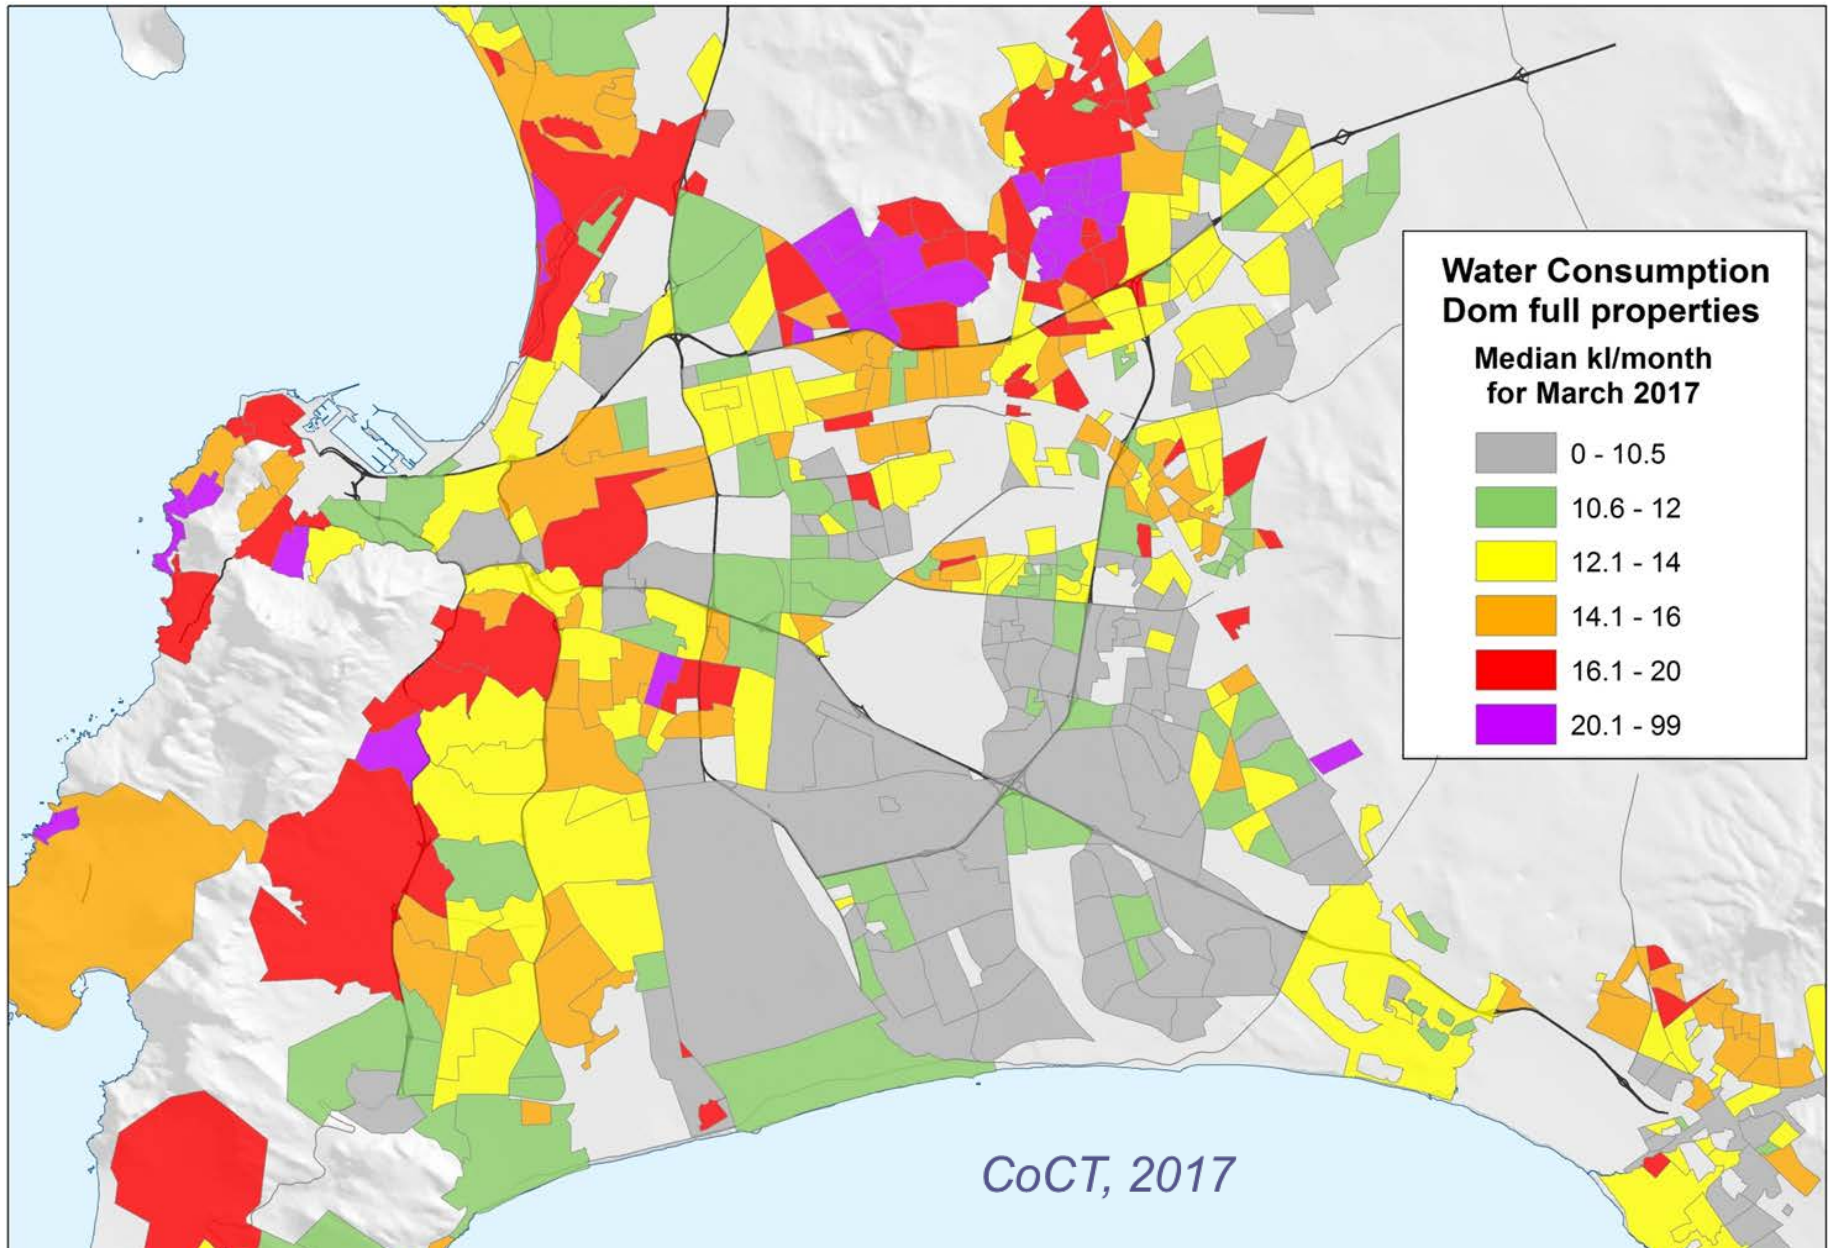 Water Consumption
Dom full properties
Median kl/month
for March 2017
0 - 10.5
10.6 - 12
12.1 - 14
14.1 - 16
16.1 - 20
20.1 - 99
CoCT, 2017